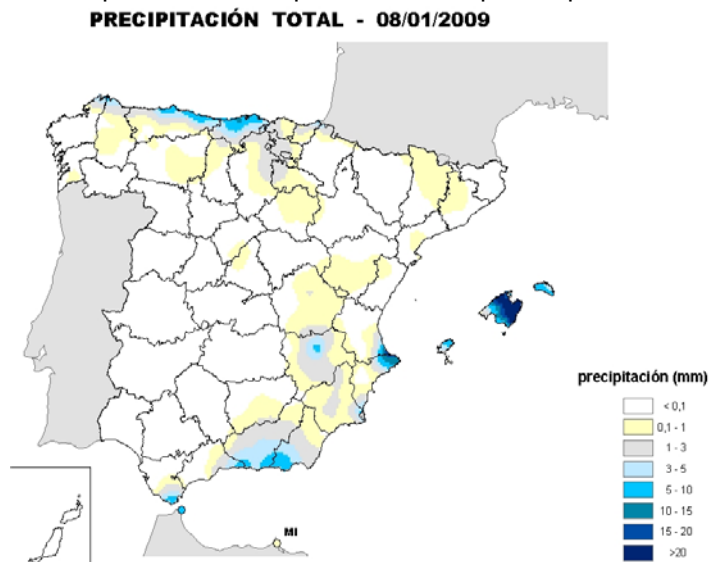 PRECIPITACIÓN TOTAL - 08/01/2009
MI
precipitación (mm)
< 0,1
0,1 - 1
1 - 3
3 - 5
5 - 10
10 - 15
15 - 20
>20